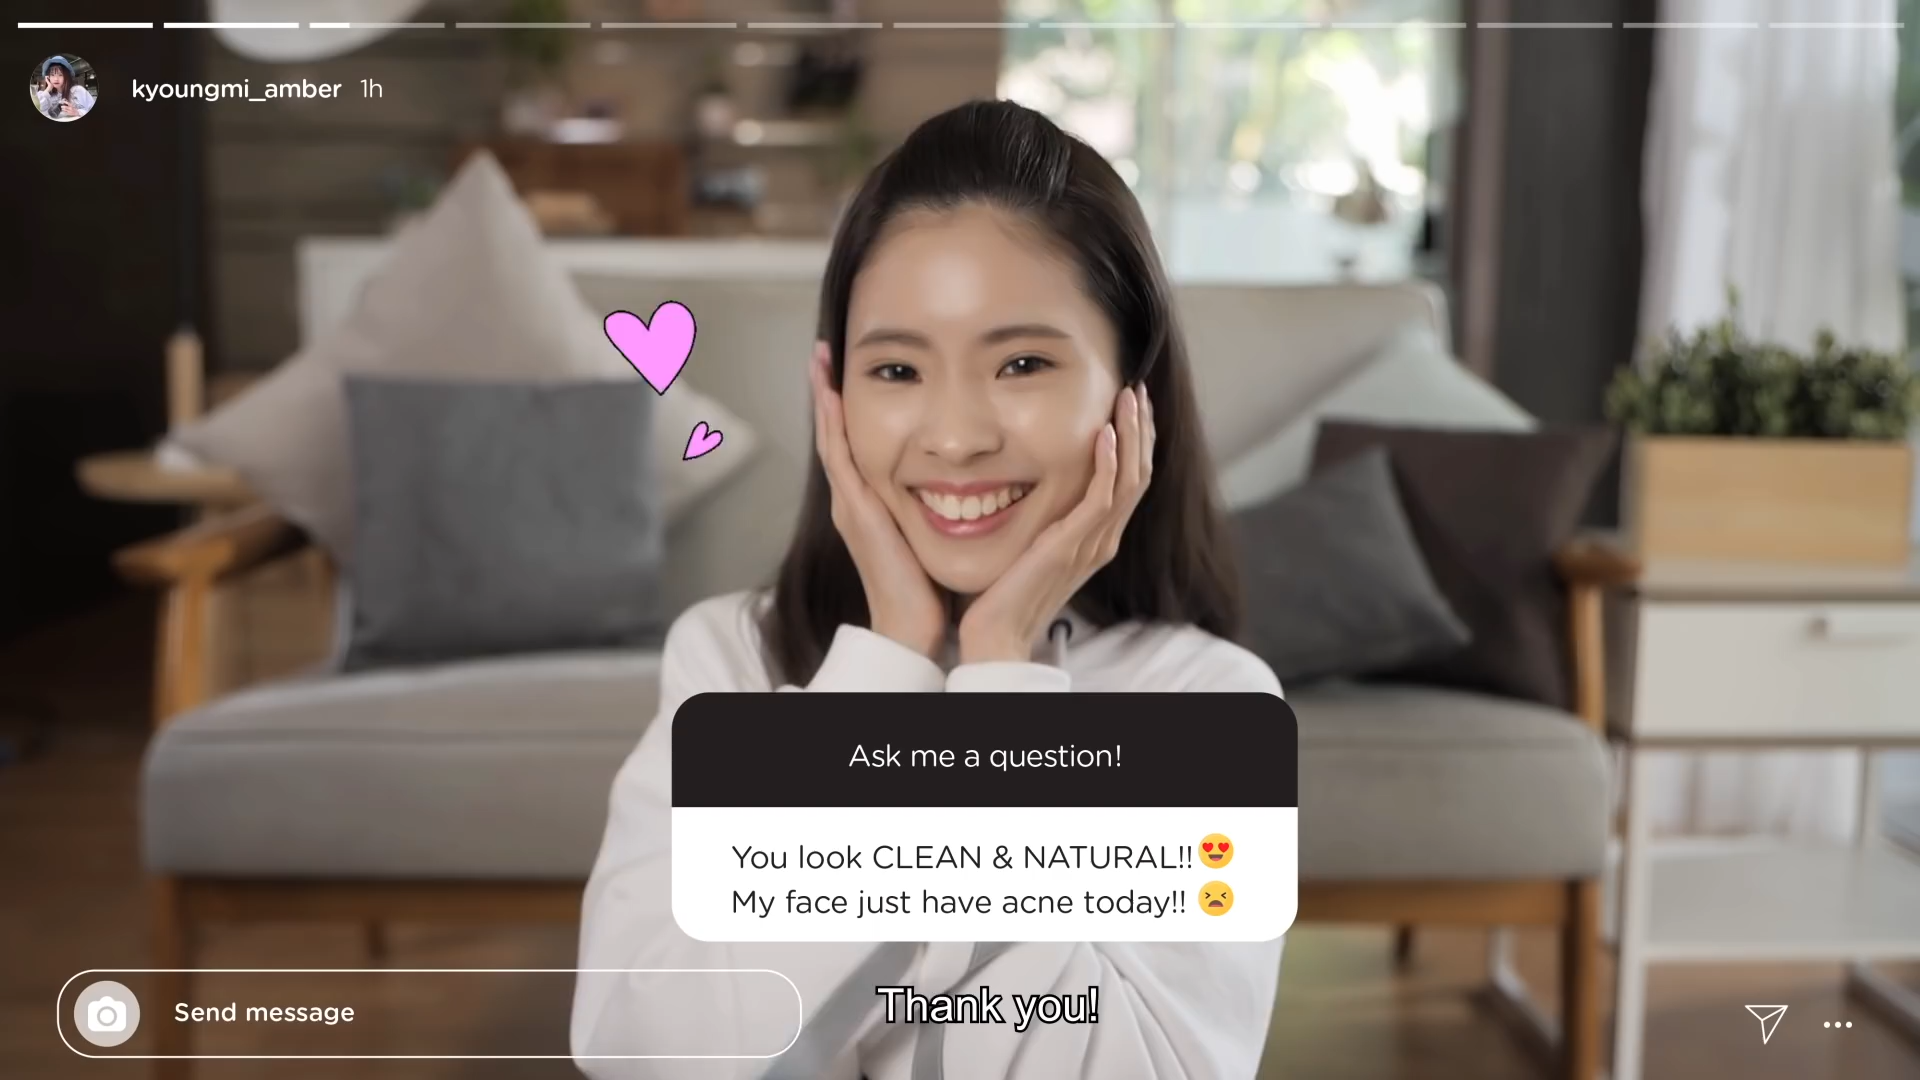 kyoungmi_amber 1h
Ask me a question!
You look CLEAN & NATURAL!!😍
My face just have acne today!! 😣
Send message
Thank you!